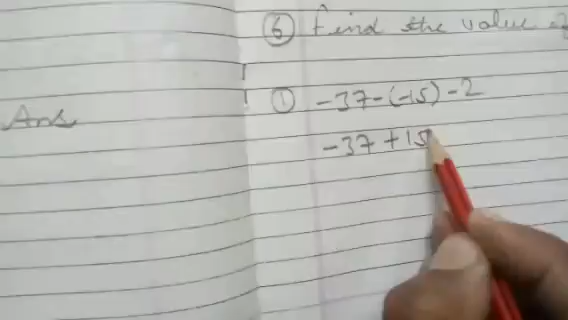 Ans
⑥ Find the value of
① -37-(-15)-2
-37+15